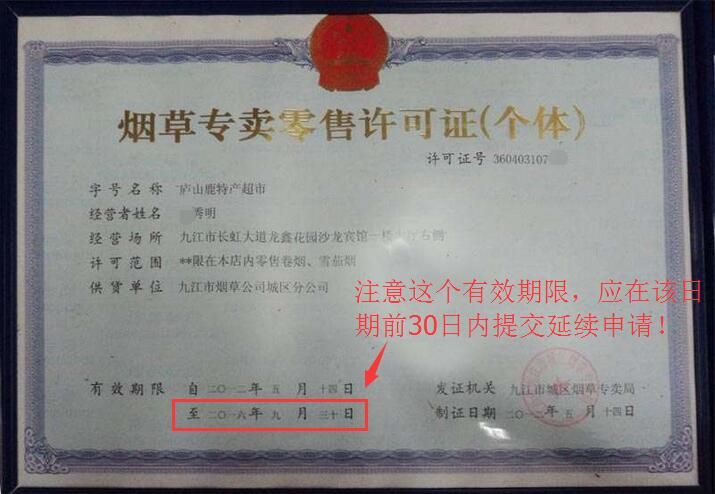 烟草专卖零售许可证(个体)
许可证号 360403107
字号名称 庐山鹿特产超市
经营者姓名 秀明
经营场所 九江市长虹大道龙鑫花园沙龙宾馆一楼大厅右侧
许可范围 **限在本店内零售卷烟、雪茄烟
供货单位 九江市烟草公司城区分公司
注意这个有效期限，应在该日
期前30日内提交延续申请！
有效期限 自 二〇一二 年 五 月 十四 日
至 二〇一六 年 九 月 三十 日
发证机关 九江市城区烟草专卖局
制证日期 二〇一二 年 五 月 十四 日